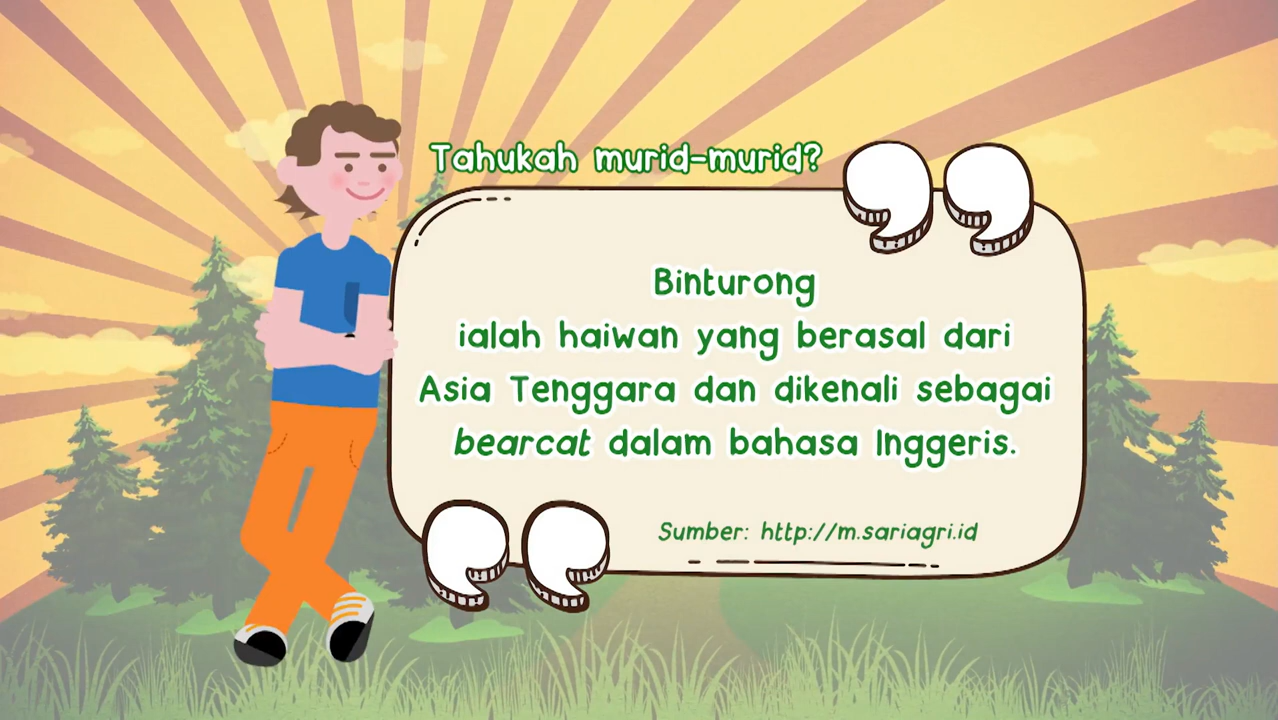 Tahukah murid-murid?
Binturong
ialah haiwan yang berasal dari
Asia Tenggara dan dikenali sebagai
bearcat dalam bahasa Inggeris.
Sumber: http://m.sariagri.id